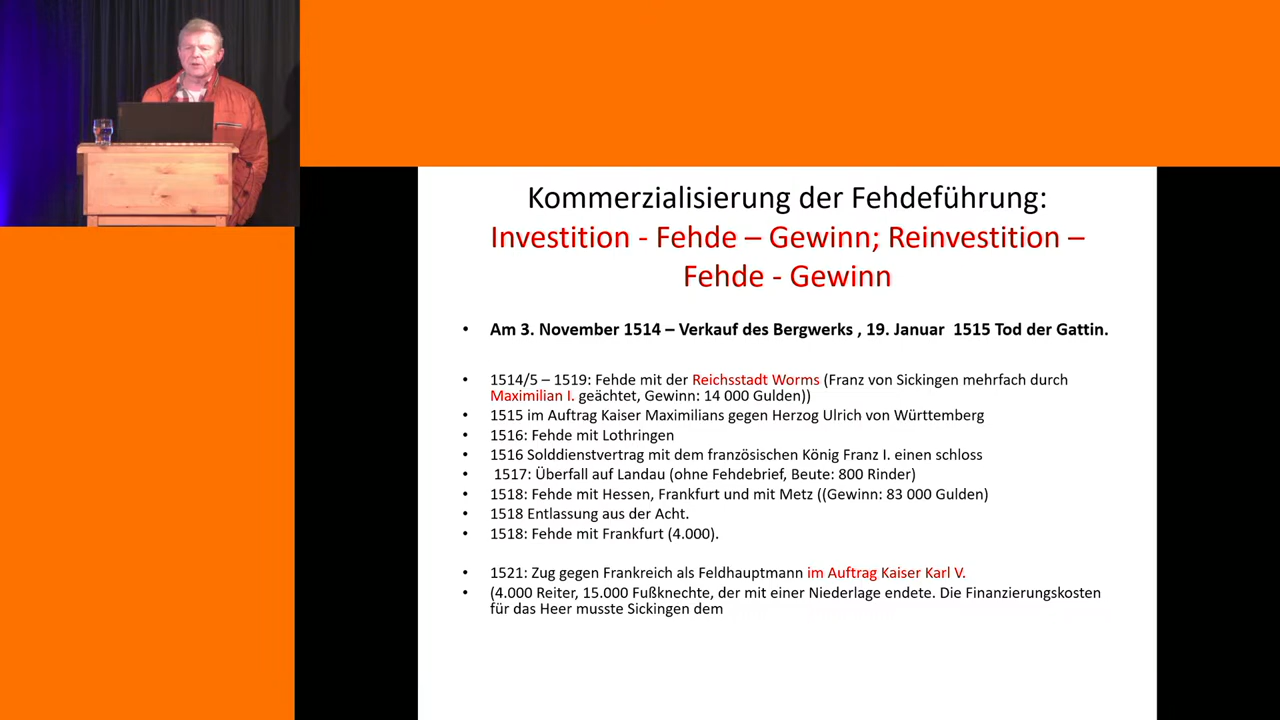 Kommerzialisierung der Fehdeführung:
Investition - Fehde – Gewinn; Reinvestition –
Fehde - Gewinn
• Am 3. November 1514 – Verkauf des Bergwerks , 19. Januar  1515 Tod der Gattin.
• 1514/5 – 1519: Fehde mit der Reichsstadt Worms (Franz von Sickingen mehrfach durch
Maximilian I. geächtet, Gewinn: 14 000 Gulden))
• 1515 im Auftrag Kaiser Maximilians gegen Herzog Ulrich von Württemberg
• 1516: Fehde mit Lothringen
• 1516 Solddienstvertrag mit dem französischen König Franz I. einen schloss
• 1517: Überfall auf Landau (ohne Fehdebrief, Beute: 800 Rinder)
• 1518: Fehde mit Hessen, Frankfurt und mit Metz ((Gewinn: 83 000 Gulden)
• 1518 Entlassung aus der Acht.
• 1518: Fehde mit Frankfurt (4.000).
• 1521: Zug gegen Frankreich als Feldhauptmann im Auftrag Kaiser Karl V.
• (4.000 Reiter, 15.000 Fußknechte, der mit einer Niederlage endete. Die Finanzierungskosten
für das Heer musste Sickingen dem